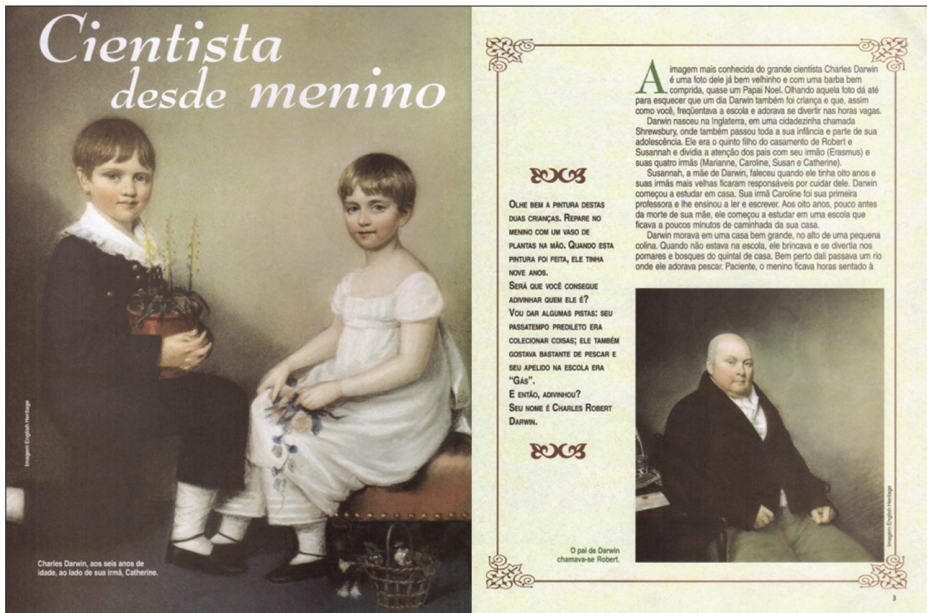 Cientista
desde menino
Imagem English Heritage
Charles Darwin, aos seis anos de
idade, ao lado de sua irmã, Catherine.
OLHE BEM A PINTURA DESTAS
DUAS CRIANÇAS. REPARE NO
MENINO COM UM VASO DE
PLANTAS NA MÃO. QUANDO ESTA
PINTURA FOI FEITA, ELE TINHA
NOVE ANOS.
SERÁ QUE VOCÊ CONSEGUE
ADIVINHAR QUEM ELE É?
VOU DAR ALGUMAS PISTAS: SEU
PASSATEMPO PREDILETO ERA
COLECIONAR COISAS; ELE TAMBÉM
GOSTAVA BASTANTE DE PESCAR E
SEU APELIDO NA ESCOLA ERA
"GÁS".
E ENTÃO, ADIVINHOU?
SEU NOME É CHARLES ROBERT
DARWIN.
A imagem mais conhecida do grande cientista Charles Darwin
é uma foto dele já bem velhinho e com uma barba bem
comprida, quase um Papai Noel. Olhando aquela foto dá até
para esquecer que um dia Darwin também foi criança e que, assim
como você, freqüentava a escola e adorava se divertir nas horas vagas.
Darwin nasceu na Inglaterra, em uma cidadezinha chamada
Shrewsbury, onde também passou toda a sua infância e parte de sua
adolescência. Ele era o quinto filho do casamento de Robert e
Susannah e dividia a atenção dos pais com seu irmão (Erasmus) e
suas quatro irmãs (Marianne, Caroline, Susan e Catherine).
Susannah, a mãe de Darwin, faleceu quando ele tinha oito anos e
suas irmãs mais velhas ficaram responsáveis por cuidar dele. Darwin
começou a estudar em casa. Sua irmã Caroline foi sua primeira
professora e lhe ensinou a ler e escrever. Aos oito anos, pouco antes
da morte de sua mãe, ele começou a estudar em uma escola que
ficava a poucos minutos de caminhada da sua casa.
Darwin morava em uma casa bem grande, no alto de uma pequena
colina. Quando não estava na escola, ele brincava e se divertia nos
pomares e bosques do quintal de casa. Bem perto dali passava um rio
onde ele adorava pescar. Paciente, o menino ficava horas sentado à
O pai de Darwin
chamava-se Robert.
Imagem English Heritage
3